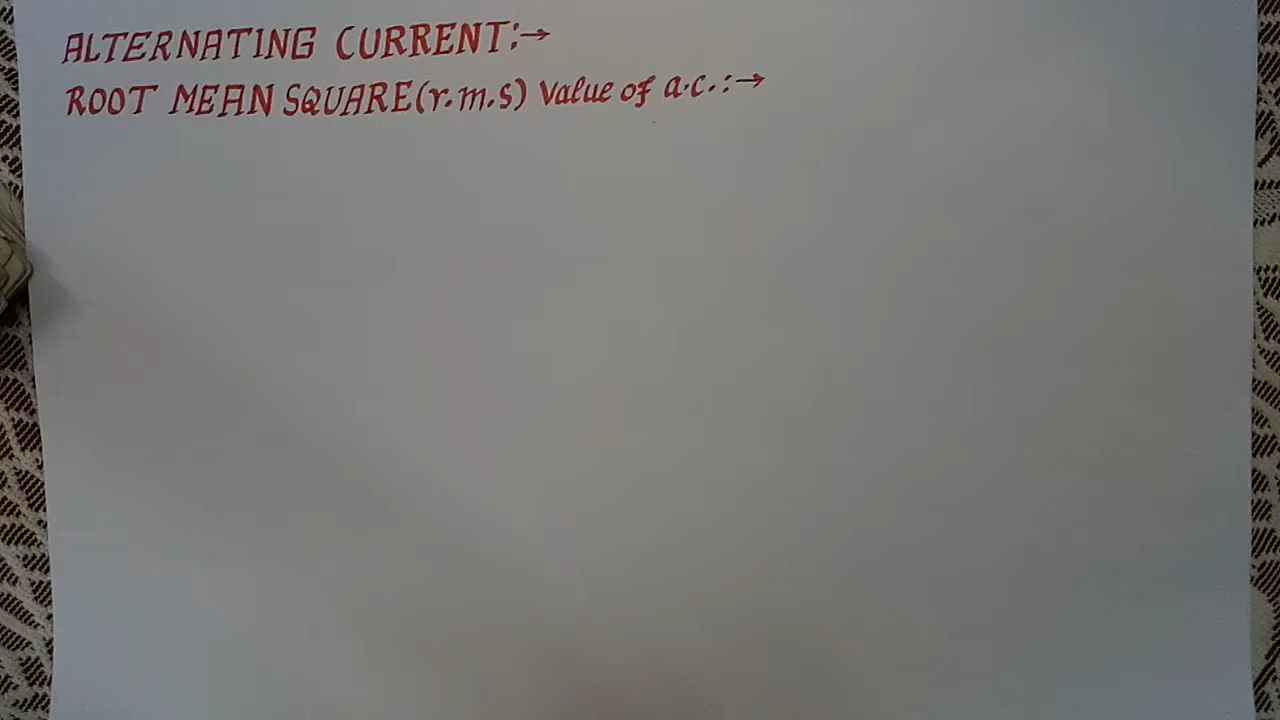 ALTERNATING CURRENT:→
ROOT MEAN SQUARE(r.m.s) Value of a.c.:→